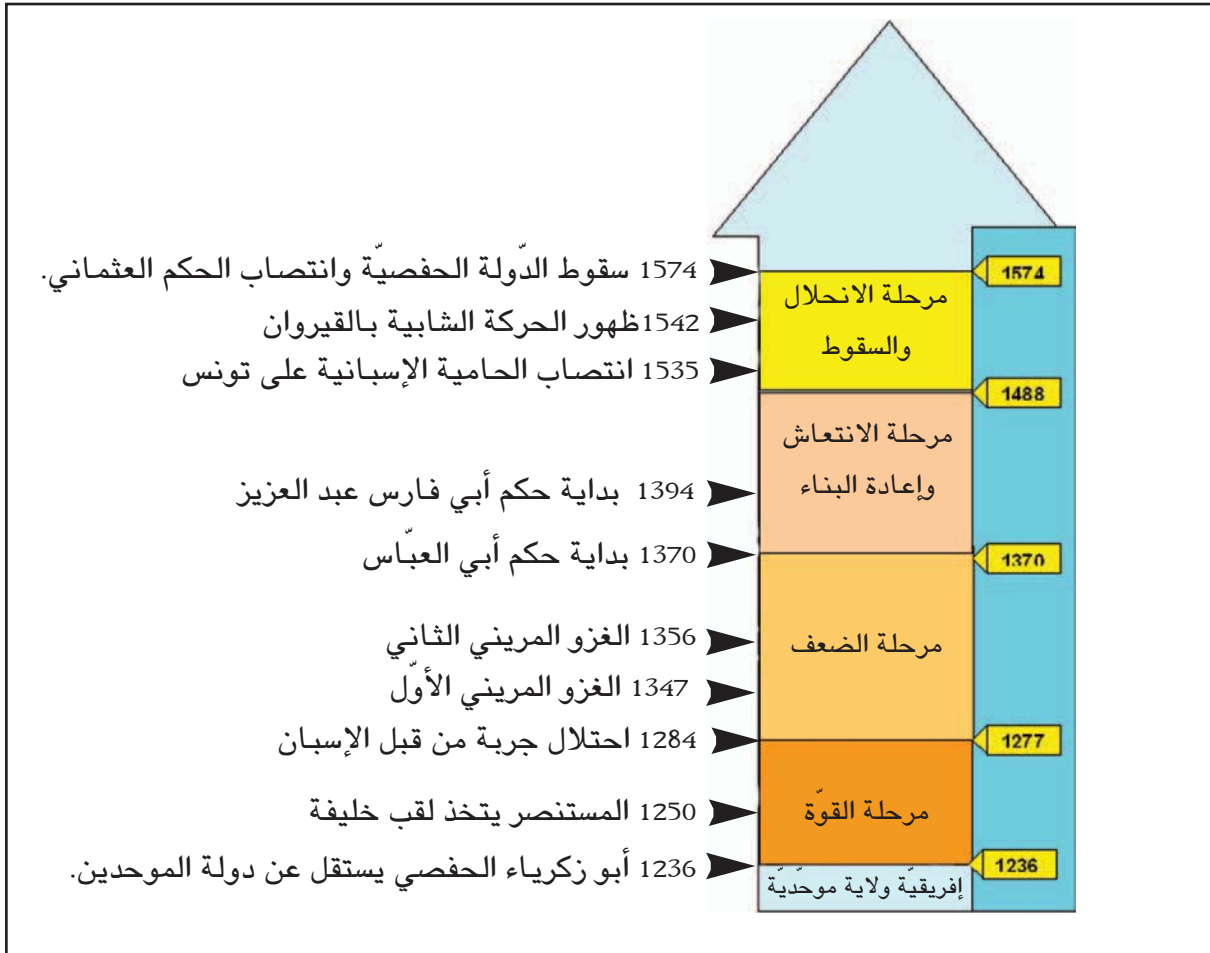 1574 سقوط الدّولة الحفصيّة وانتصاب الحكم العثماني.
1542ظهور الحركة الشابية بالقيروان
1535 انتصاب الحامية الإسبانية على تونس
1394 بداية حكم أبي فارس عبد العزيز
1370 بداية حكم أبي العبّاس
1356 الغزو المريني الثاني
1347 الغزو المريني الأوّل
1284 احتلال جربة من قبل الإسبان
1250 المستنصر يتخذ لقب خليفة
1236 أبو زكرياء الحفصي يستقل عن دولة الموحدين.
مرحلة الانحلال
والسقوط
مرحلة الانتعاش
وإعادة البناء
مرحلة الضعف
مرحلة القوّة
إفريقيّة ولاية موحّديّة
1574
1488
1370
1277
1236